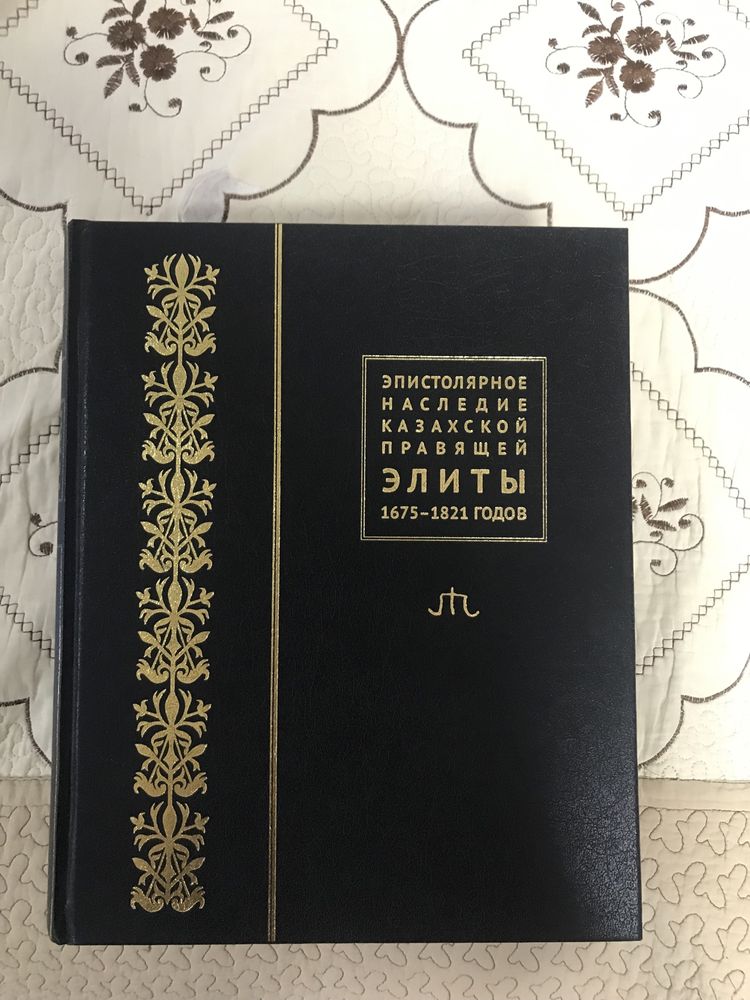 ЭПИСТОЛЯРНОЕ
НАСЛЕДИЕ
КАЗАХСКОЙ
ПРАВЯЩЕЙ
ЭЛИТЫ
1675–1821 ГОДОВ